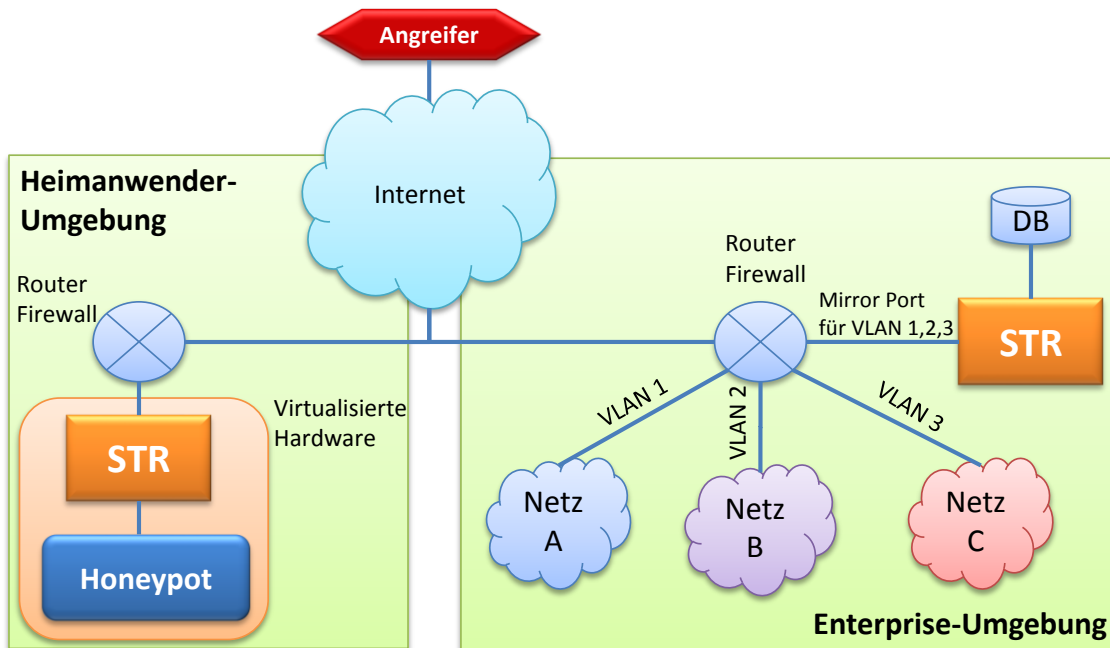 Angreifer
Internet
Heimanwender-
Umgebung
Router
Firewall
STR
Honeypot
Virtualisierte
Hardware
Router
Firewall
Mirror Port
für VLAN 1,2,3
DB
STR
VLAN 1
VLAN 2
VLAN 3
Netz
A
Netz
B
Netz
C
Enterprise-Umgebung